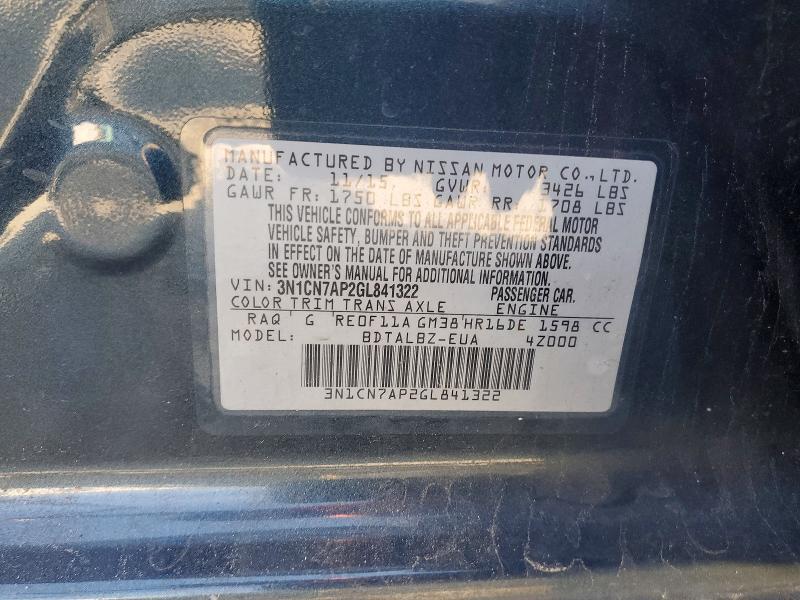 MANUFACTURED BY NISSAN MOTOR CO., LTD.
DATE: 11/15 GVWR: 3426 LBS
GAWR FR: 1750 LBS GAWR RR: 1708 LBS
THIS VEHICLE CONFORMS TO ALL APPLICABLE FEDERAL MOTOR
VEHICLE SAFETY, BUMPER AND THEFT PREVENTION STANDARDS
IN EFFECT ON THE DATE OF MANUFACTURE SHOWN ABOVE.
SEE OWNER'S MANUAL FOR ADDITIONAL INFORMATION.
VIN: 3N1CN7AP2GL841322 PASSENGER CAR.
COLOR TRIM TRANS AXLE ENGINE
RAQ G RE0F11A GM38 HR16DE 1598 CC
MODEL: BDTALBZ-EUA 4Z000
3N1CN7AP2GL841322